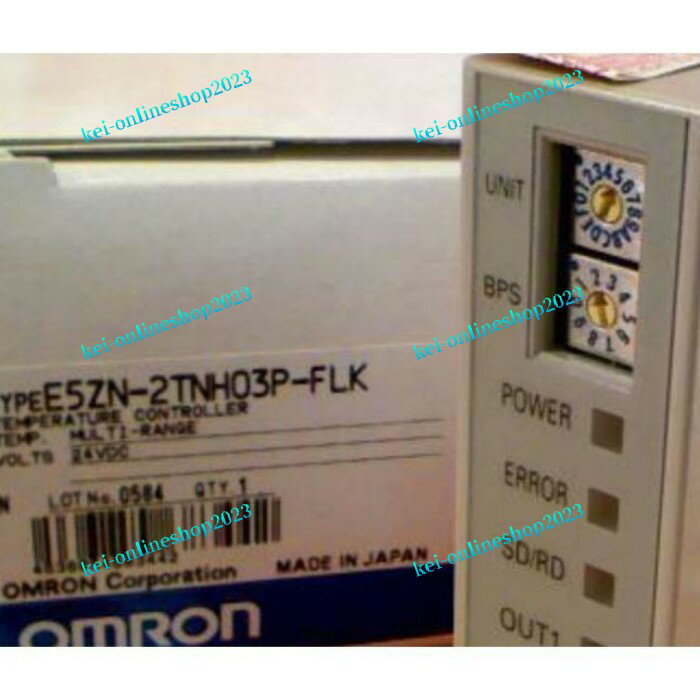 kei-onlineshop2023
kei-onlineshop2023
UNIT
BPS
kei-onlineshop2023
kei-onlineshop2023
TYPE E5ZN-2TNH03P-FLK
TEMPERATURE CONTROLLER
TEMP. MULTI-RANGE
VOLTS 24VDC
LOT No. 0584 QTY. 1
POWER
ERROR
SD/RD
OUT1
kei-onlineshop2023
kei-onlineshop2023
MADE IN JAPAN
OMRON Corporation
OMRON